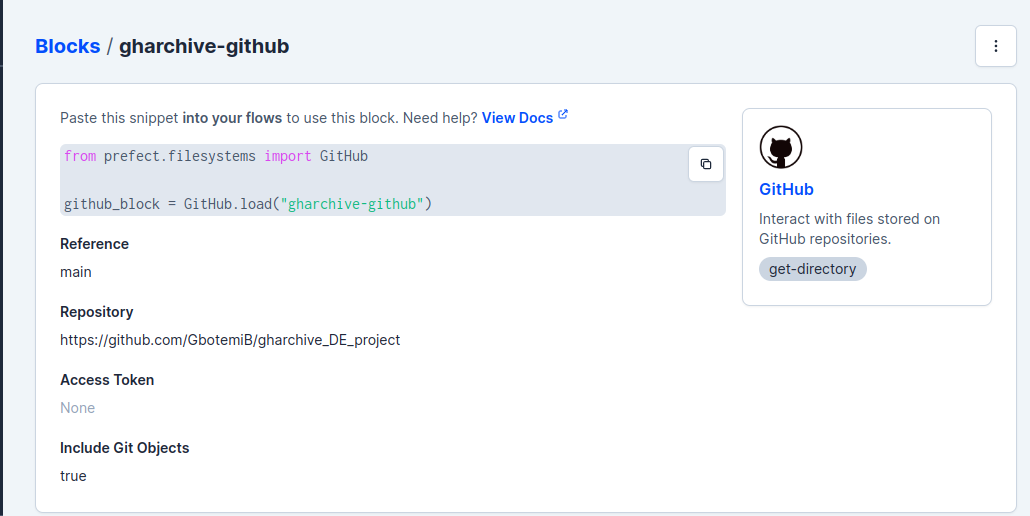 Blocks / gharchive-github
Paste this snippet into your flows to use this block. Need help? View Docs
from prefect.filesystems import GitHub
github_block = GitHub.load("gharchive-github")
Reference
main
Repository
https://github.com/GbotemiB/gharchive_DE_project
Access Token
None
Include Git Objects
true
GitHub
Interact with files stored on
GitHub repositories.
get-directory